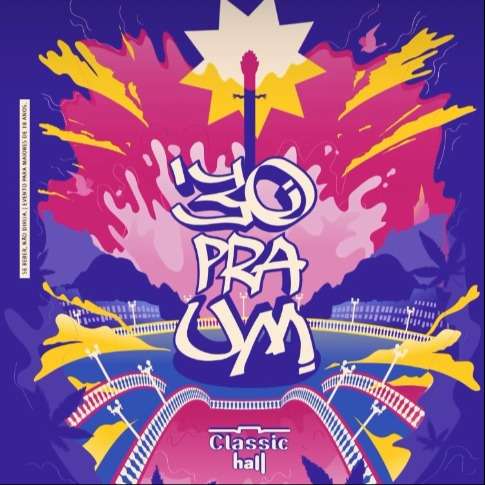 SE BEBER, NÃO DIRIJA. | EVENTO PARA MAIORES DE 18 ANOS.
'30
PRA
UM
Classic
hall